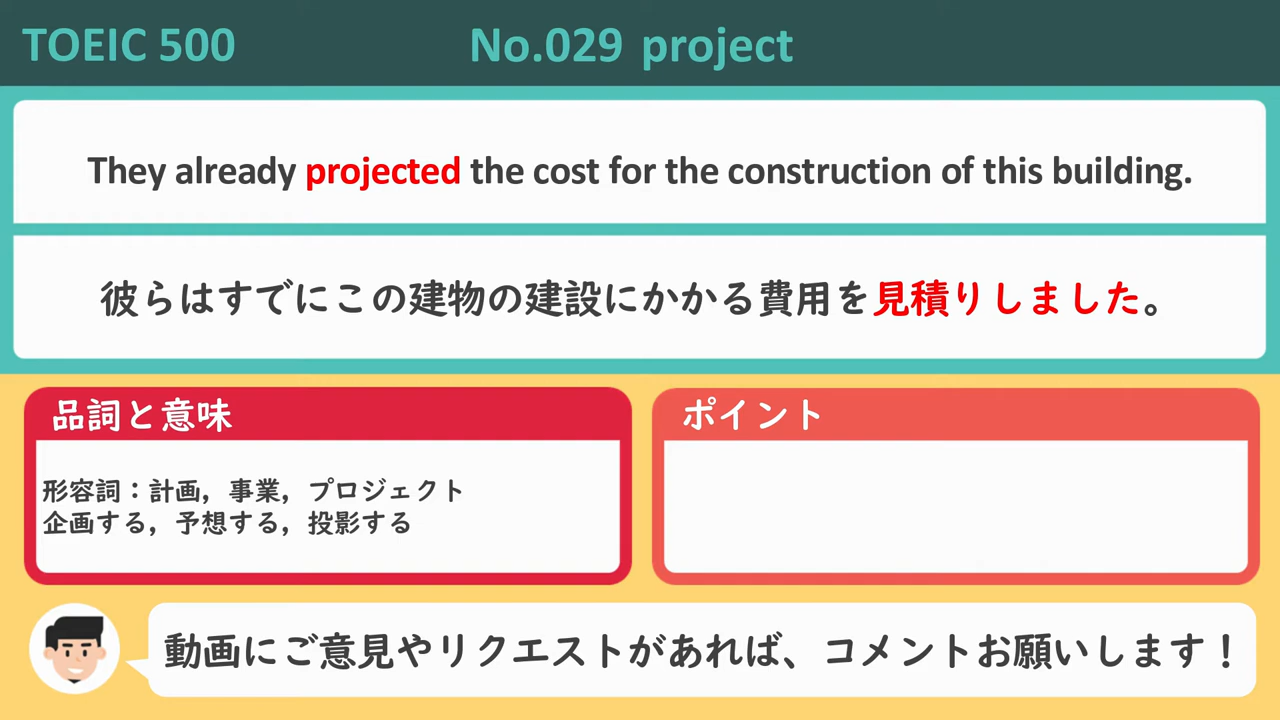 TOEIC 500
No.029 project
They already projected the cost for the construction of this building.
彼らはすでにこの建物の建設にかかる費用を見積りしました。
品詞と意味
形容詞：計画，事業，プロジェクト
企画する，予想する，投影する
ポイント
動画にご意見やリクエストがあれば、コメントお願いします！